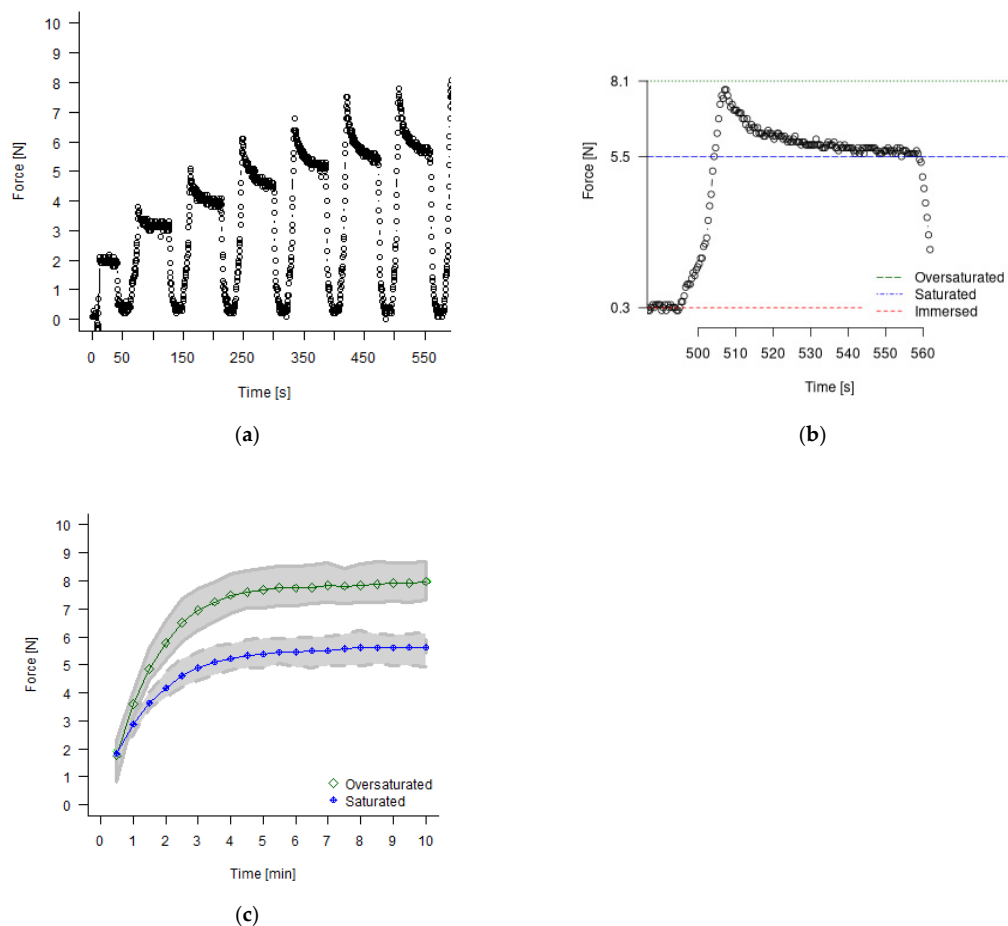 10
9
8
7
6
5
4
3
2
1
0
Force [N]
0 50 150 250 350 450 550
Time [s]
(a)
8.1
5.5
0.3
Force [N]
Oversaturated
Saturated
Immersed
500 510 520 530 540 550 560
Time [s]
(b)
10
9
8
7
6
5
4
3
2
1
0
Force [N]
Oversaturated
Saturated
0 1 2 3 4 5 6 7 8 9 10
Time [min]
(c)